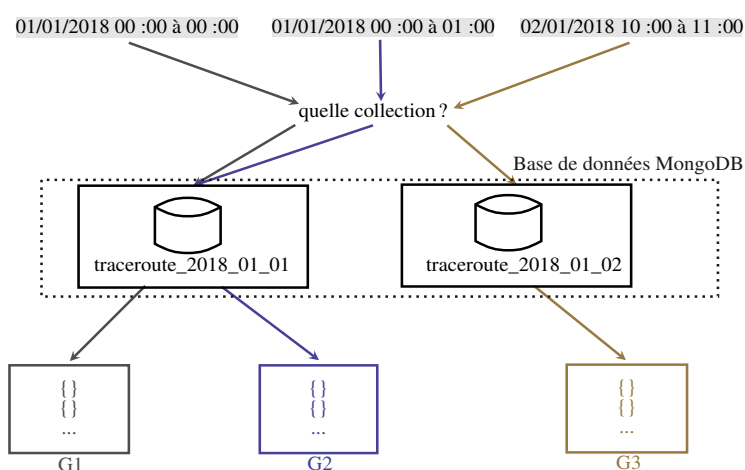 01/01/2018 00 :00 à 00 :00 01/01/2018 00 :00 à 01 :00 02/01/2018 10 :00 à 11 :00
quelle collection ?
Base de données MongoDB
traceroute_2018_01_01 traceroute_2018_01_02
{} {} {}
{} {} {}
... ... ...
G1 G2 G3